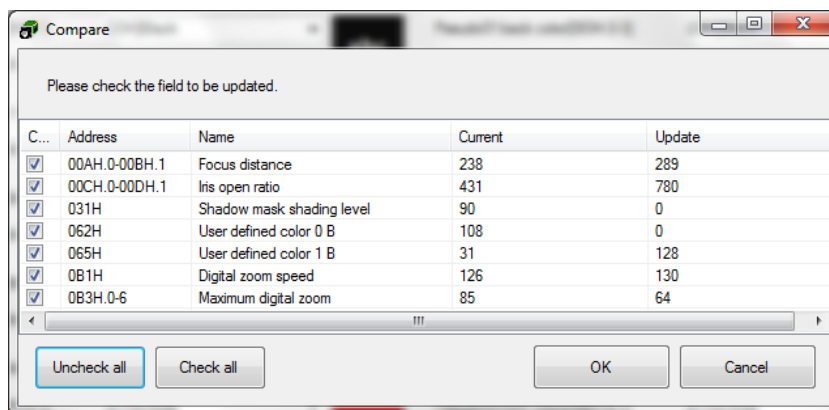 Compare
Please check the field to be updated.
C... Address Name Current Update
00AH.0-00BH.1 Focus distance 238 289
00CH.0-00DH.1 Iris open ratio 431 780
031H Shadow mask shading level 90 0
062H User defined color 0 B 108 0
065H User defined color 1 B 31 128
0B1H Digital zoom speed 126 130
0B3H.0-6 Maximum digital zoom 85 64
Uncheck all Check all OK Cancel